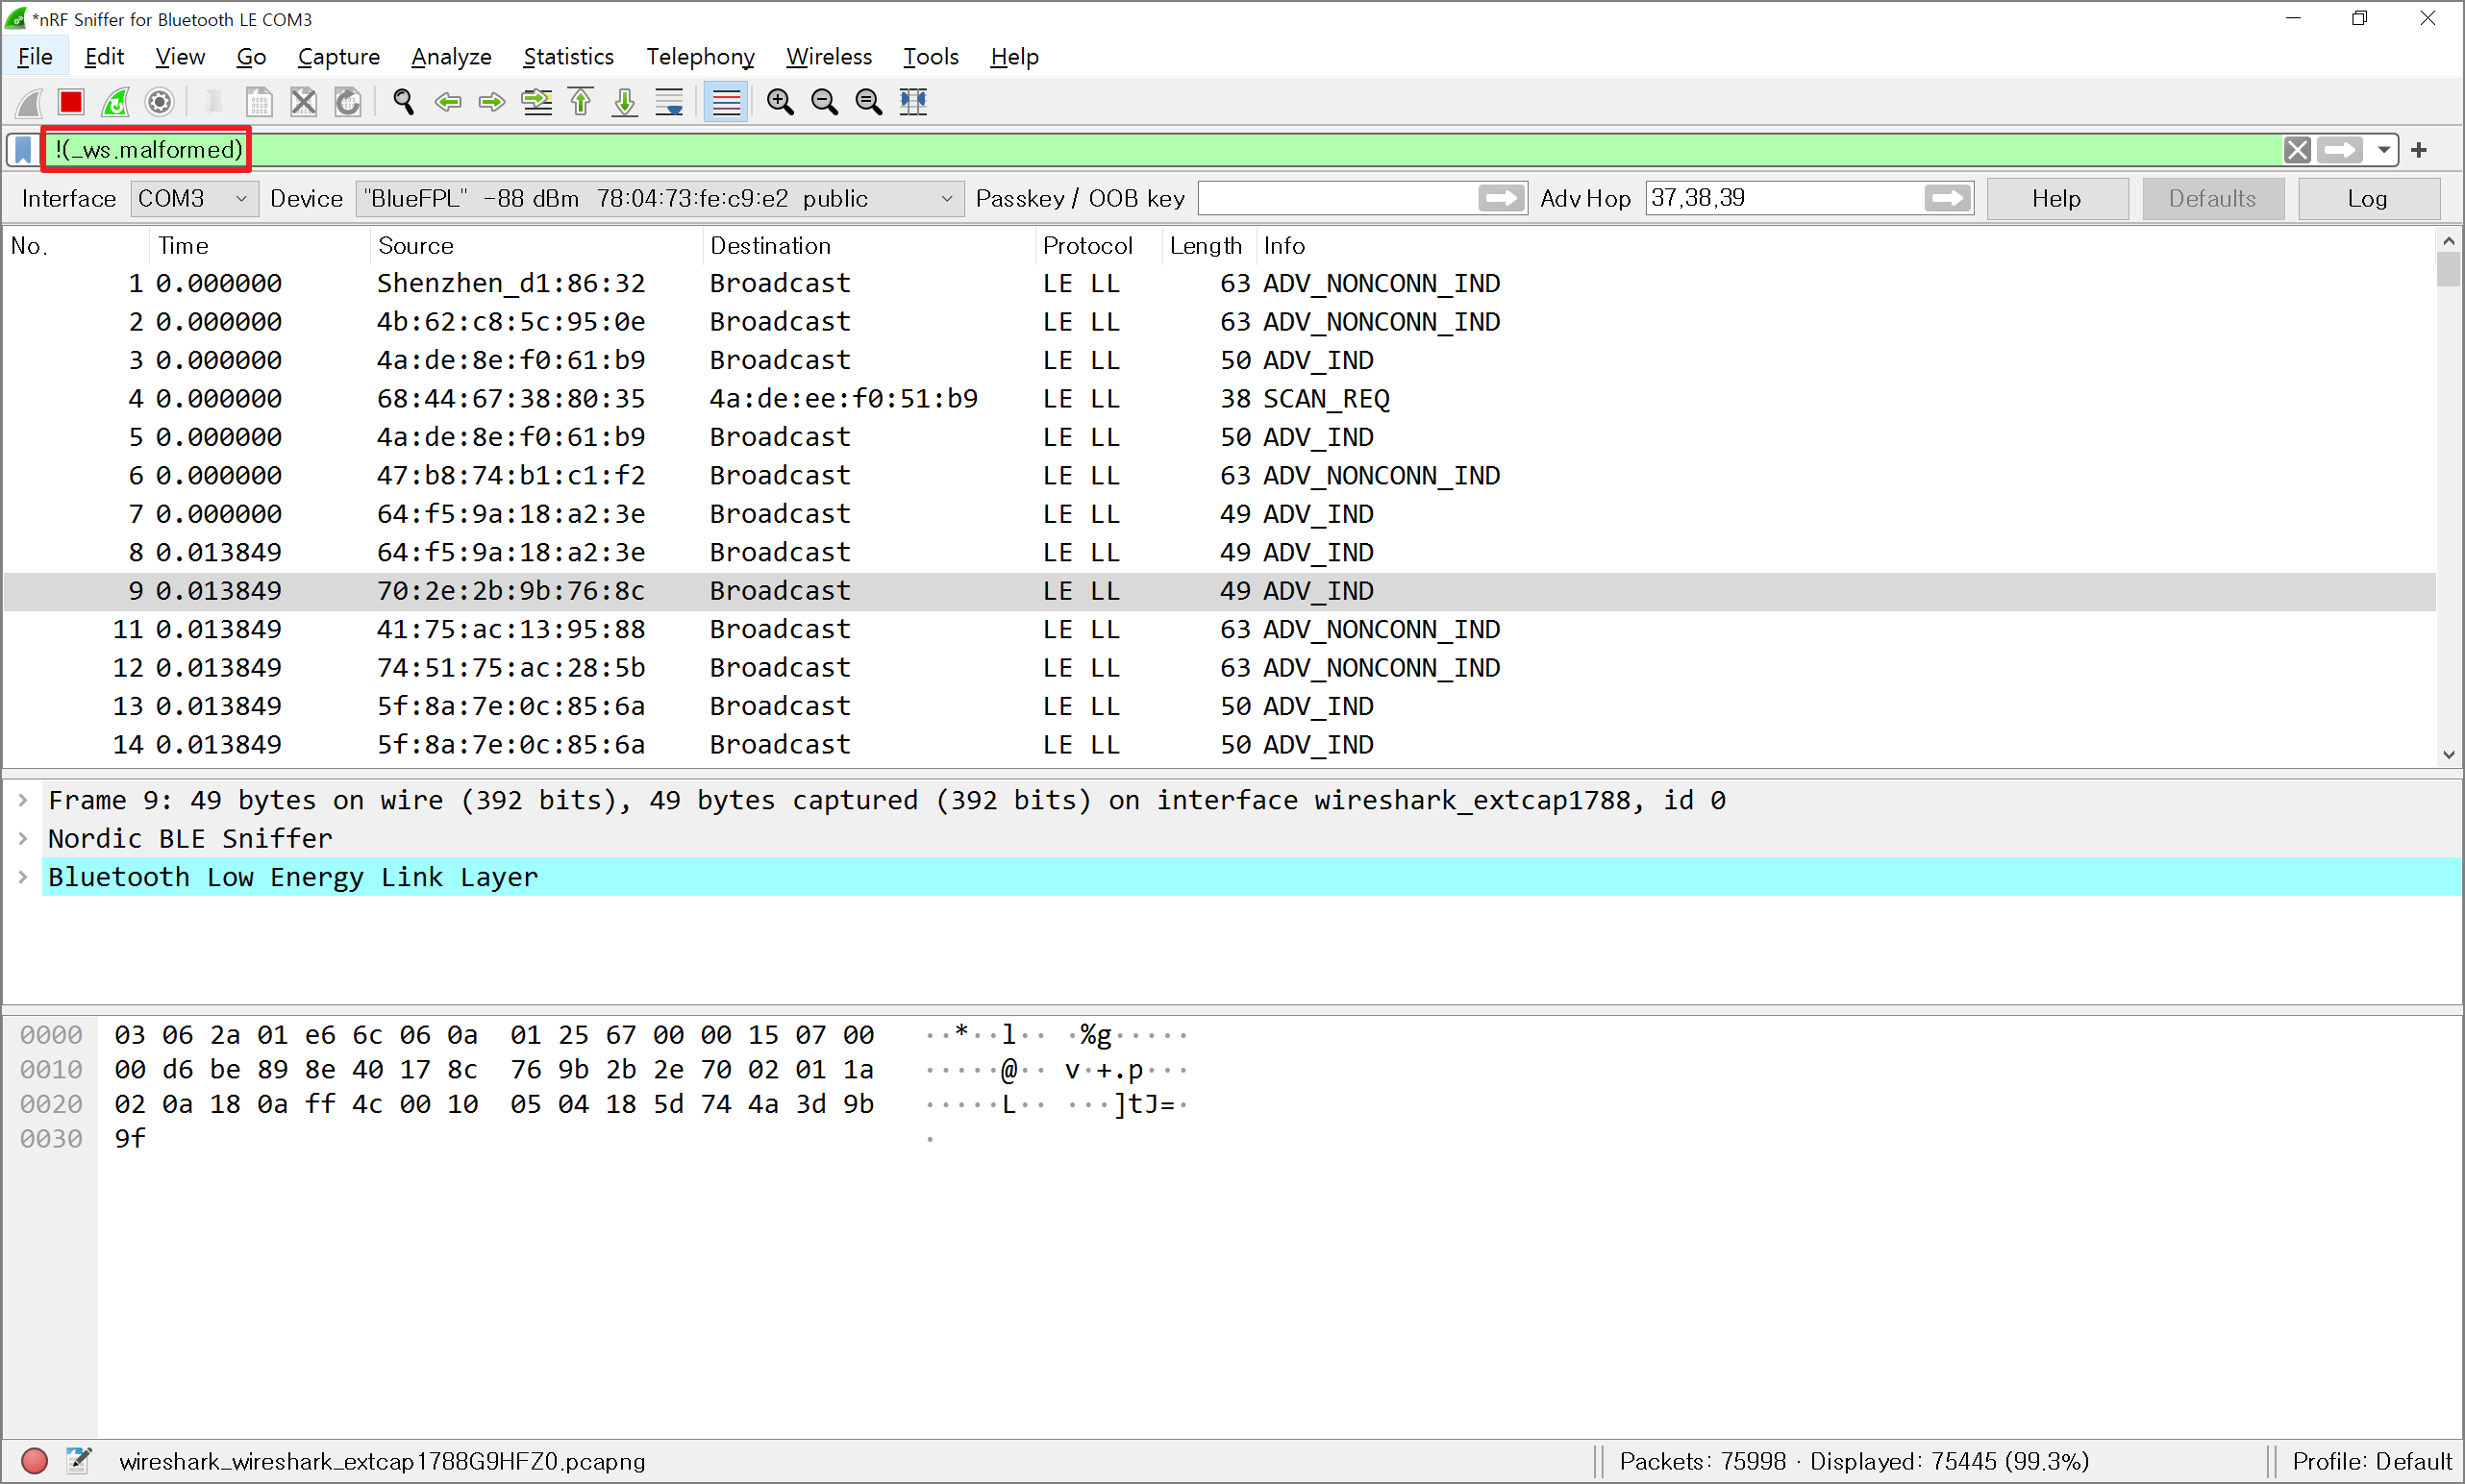 *nRF Sniffer for Bluetooth LE COM3
File Edit View Go Capture Analyze Statistics Telephony Wireless Tools Help
!(_ws.malformed)
Interface COM3 Device "BlueFPL" -88 dBm 78:04:73:fe:c9:e2 public Passkey / OOB key Adv Hop 37,38,39 Help Defaults Log
No. Time Source Destination Protocol Length Info
1 0.000000 Shenzhen_d1:86:32 Broadcast LE LL 63 ADV_NONCONN_IND
2 0.000000 4b:62:c8:5c:95:0e Broadcast LE LL 63 ADV_NONCONN_IND
3 0.000000 4a:de:8e:f0:61:b9 Broadcast LE LL 50 ADV_IND
4 0.000000 68:44:67:38:80:35 4a:de:ee:f0:51:b9 LE LL 38 SCAN_REQ
5 0.000000 4a:de:8e:f0:61:b9 Broadcast LE LL 50 ADV_IND
6 0.000000 47:b8:74:b1:c1:f2 Broadcast LE LL 63 ADV_NONCONN_IND
7 0.000000 64:f5:9a:18:a2:3e Broadcast LE LL 49 ADV_IND
8 0.013849 64:f5:9a:18:a2:3e Broadcast LE LL 49 ADV_IND
9 0.013849 70:2e:2b:9b:76:8c Broadcast LE LL 49 ADV_IND
11 0.013849 41:75:ac:13:95:88 Broadcast LE LL 63 ADV_NONCONN_IND
12 0.013849 74:51:75:ac:28:5b Broadcast LE LL 63 ADV_NONCONN_IND
13 0.013849 5f:8a:7e:0c:85:6a Broadcast LE LL 50 ADV_IND
14 0.013849 5f:8a:7e:0c:85:6a Broadcast LE LL 50 ADV_IND
Frame 9: 49 bytes on wire (392 bits), 49 bytes captured (392 bits) on interface wireshark_extcap1788, id 0
Nordic BLE Sniffer
Bluetooth Low Energy Link Layer
0000 03 06 2a 01 e6 6c 06 0a 01 25 67 00 00 15 07 00 ··*··l·· ·%g·····
0010 00 d6 be 89 8e 40 17 8c 76 9b 2b 2e 70 02 01 1a ·····@·· v·+.p···
0020 02 0a 18 0a ff 4c 00 10 05 04 18 5d 74 4a 3d 9b ·····L·· ···]tJ=·
0030 9f ·
wireshark_wireshark_extcap1788G9HFZ0.pcapng Packets: 75998 · Displayed: 75445 (99.3%) Profile: Default